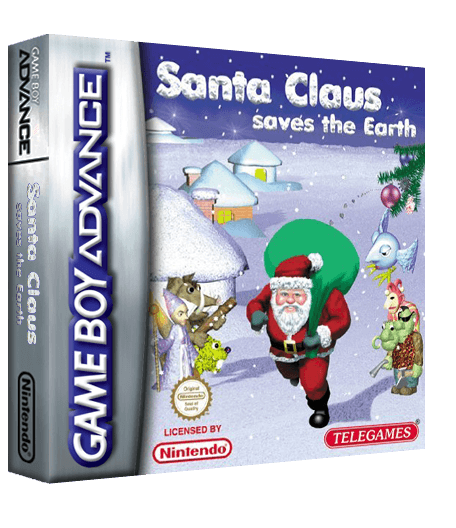 GAME BOY
ADVANCE
Santa Claus
saves the Earth
Nintendo®
GAME BOY ADVANCE™
Santa Claus
saves the Earth
Original
Nintendo
Seal of
Quality
LICENSED BY
Nintendo®
TELEGAMES®